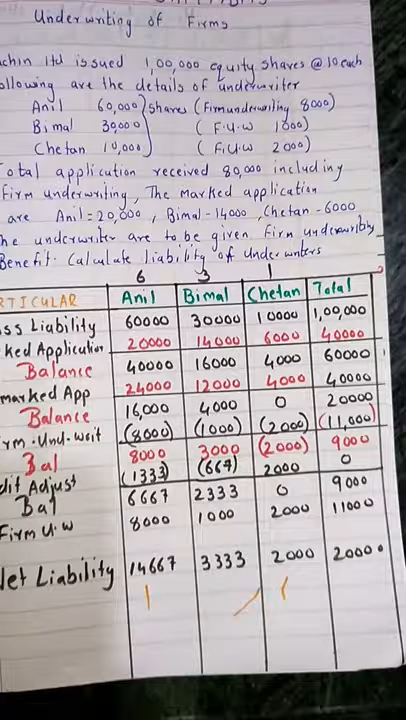 Underwriting of Firms
chin ltd issued 1,00,000 equity shares @ 10 each
ollowing are the details of underwriter
Anil 60,000 } shares (Firm underwriting 8000)
Bimal 30,000 } (F.U.W 1000)
Chetan 10,000 } (F.U.W 2000)
Total application received 80,000 including
firm underwriting, The marked application
are Anil = 20,000, Bimal - 14000, Chetan - 6000
he underwriter are to be given firm underwriting
Benefit. Calculate liability of underwriters
6 3 1
RTICULAR Anil Bimal Chetan Total
ss Liability 60000 30000 10000 1,00,000
ked Application 20000 14000 6000 40000
Balance 40000 16000 4000 60000
marked App 24000 12000 4000 40000
Balance 16,000 4000 0 20000
rm. Und. writ (8000) (1000) (2000) (11,000)
Bal 8000 3000 (2000) 9000
dit Adjust (1333) (667) 2000 0
Bal 6667 2333 0 9000
Firm U.W 8000 1000 2000 11000
Net Liability 14667 3333 2000 20000